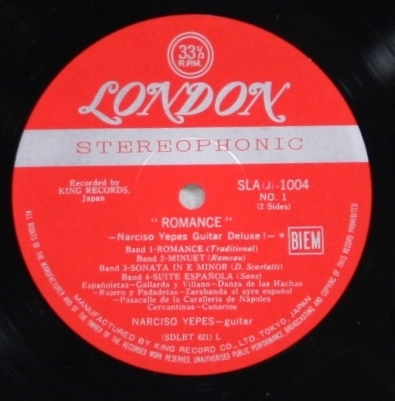 33⅓
R.P.M.
LONDON
STEREOPHONIC
Recorded by
KING RECORDS,
Japan
SLA(J)-1004
NO. 1
(2 Sides)
"ROMANCE"
—Narciso Yepes Guitar Deluxe!— *
BIEM
Band 1-ROMANCE (Traditional)
Band 2-MINUET (Rameau)
Band 3-SONATA IN E MINOR (D. Scarlatti)
Band 4-SUITE ESPAÑOLA (Sanz)
Españoletas-Gallarda y Villano-Danza de las Hachas
-Rujero y Padadetas-Zarabanda al ayre español
-Pasacalle de la Caralleria de Nápoles
Cervantinas-Canarios
NARCISO YEPES-guitar
(SDLBT 621) L
MANUFACTURED BY KING RECORD CO., LTD. TOKYO, JAPAN
ALL RIGHTS OF THE MANUFACTURER AND OF THE OWNER OF THE RECORDED WORK RESERVED. UNAUTHORISED PUBLIC PERFORMANCE, BROADCASTING AND COPYING OF THIS RECORD PROHIBITED